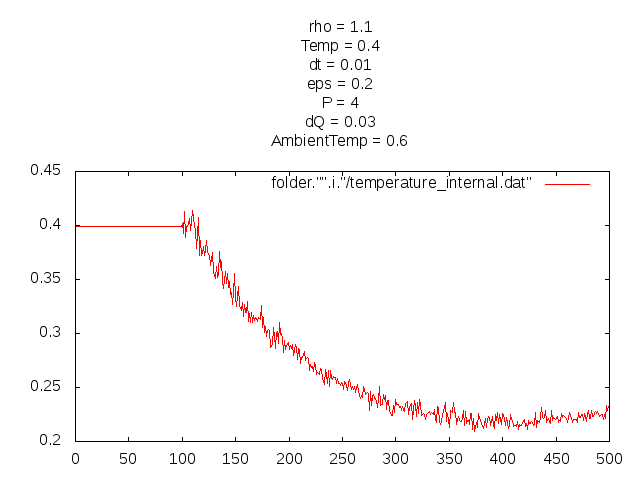 rho = 1.1
Temp = 0.4
dt = 0.01
eps = 0.2
P = 4
dQ = 0.03
AmbientTemp = 0.6
folder."".i."/temperature_internal.dat"
0.45
0.4
0.35
0.3
0.25
0.2
0 50 100 150 200 250 300 350 400 450 500